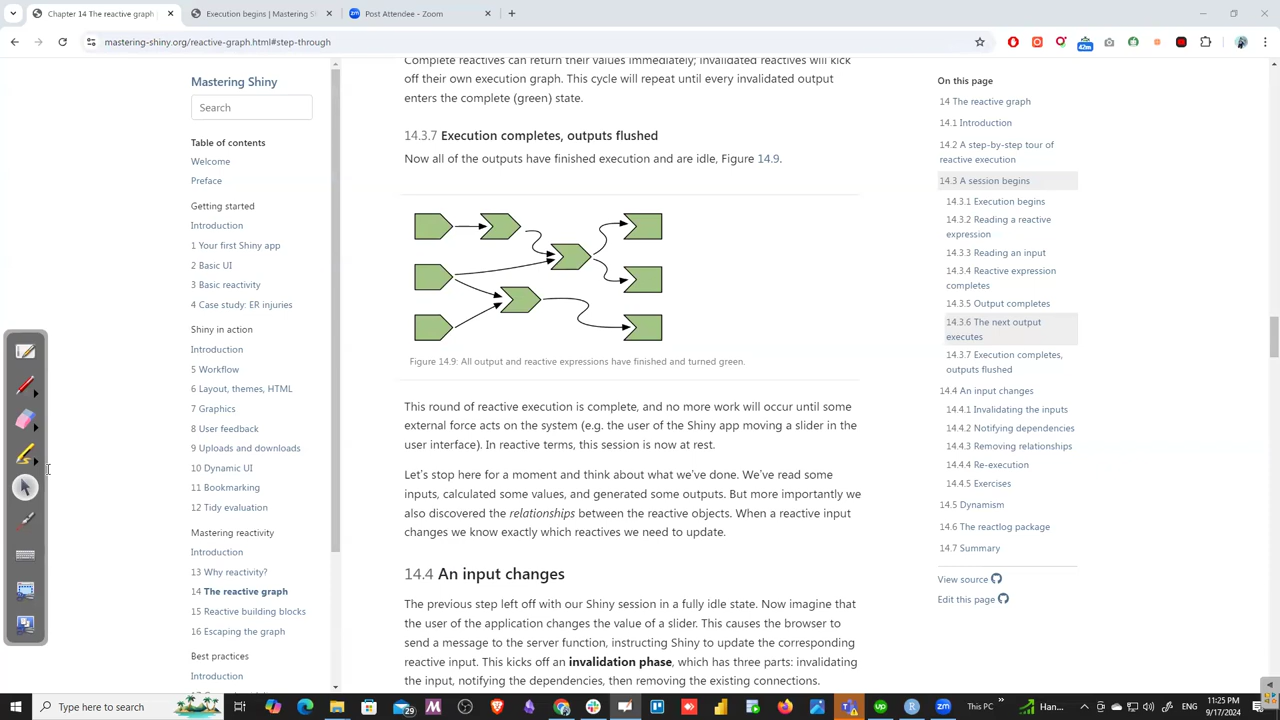 Chapter 14 The reactive graph
Execution begins | Mastering S
Post Attendee - Zoom
mastering-shiny.org/reactive-graph.html#step-through
42m
Mastering Shiny
Search
Table of contents
Welcome
Preface
Getting started
Introduction
1 Your first Shiny app
2 Basic UI
3 Basic reactivity
4 Case study: ER injuries
Shiny in action
Introduction
5 Workflow
6 Layout, themes, HTML
7 Graphics
8 User feedback
9 Uploads and downloads
10 Dynamic UI
11 Bookmarking
12 Tidy evaluation
Mastering reactivity
Introduction
13 Why reactivity?
14 The reactive graph
15 Reactive building blocks
16 Escaping the graph
Best practices
Introduction
Complete reactives can return their values immediately; invalidated reactives will kick
off their own execution graph. This cycle will repeat until every invalidated output
enters the complete (green) state.
14.3.7 Execution completes, outputs flushed
Now all of the outputs have finished execution and are idle, Figure 14.9.
Figure 14.9: All output and reactive expressions have finished and turned green.
This round of reactive execution is complete, and no more work will occur until some
external force acts on the system (e.g. the user of the Shiny app moving a slider in the
user interface). In reactive terms, this session is now at rest.
Let's stop here for a moment and think about what we've done. We've read some
inputs, calculated some values, and generated some outputs. But more importantly we
also discovered the relationships between the reactive objects. When a reactive input
changes we know exactly which reactives we need to update.
14.4 An input changes
The previous step left off with our Shiny session in a fully idle state. Now imagine that
the user of the application changes the value of a slider. This causes the browser to
send a message to the server function, instructing Shiny to update the corresponding
reactive input. This kicks off an invalidation phase, which has three parts: invalidating
the input, notifying the dependencies, then removing the existing connections.
On this page
14 The reactive graph
14.1 Introduction
14.2 A step-by-step tour of
reactive execution
14.3 A session begins
14.3.1 Execution begins
14.3.2 Reading a reactive
expression
14.3.3 Reading an input
14.3.4 Reactive expression
completes
14.3.5 Output completes
14.3.6 The next output
executes
14.3.7 Execution completes,
outputs flushed
14.4 An input changes
14.4.1 Invalidating the inputs
14.4.2 Notifying dependencies
14.4.3 Removing relationships
14.4.4 Re-execution
14.4.5 Exercises
14.5 Dynamism
14.6 The reactlog package
14.7 Summary
View source
Edit this page
Type here to search
29
This PC
Han...
11:25 PM
9/17/2024